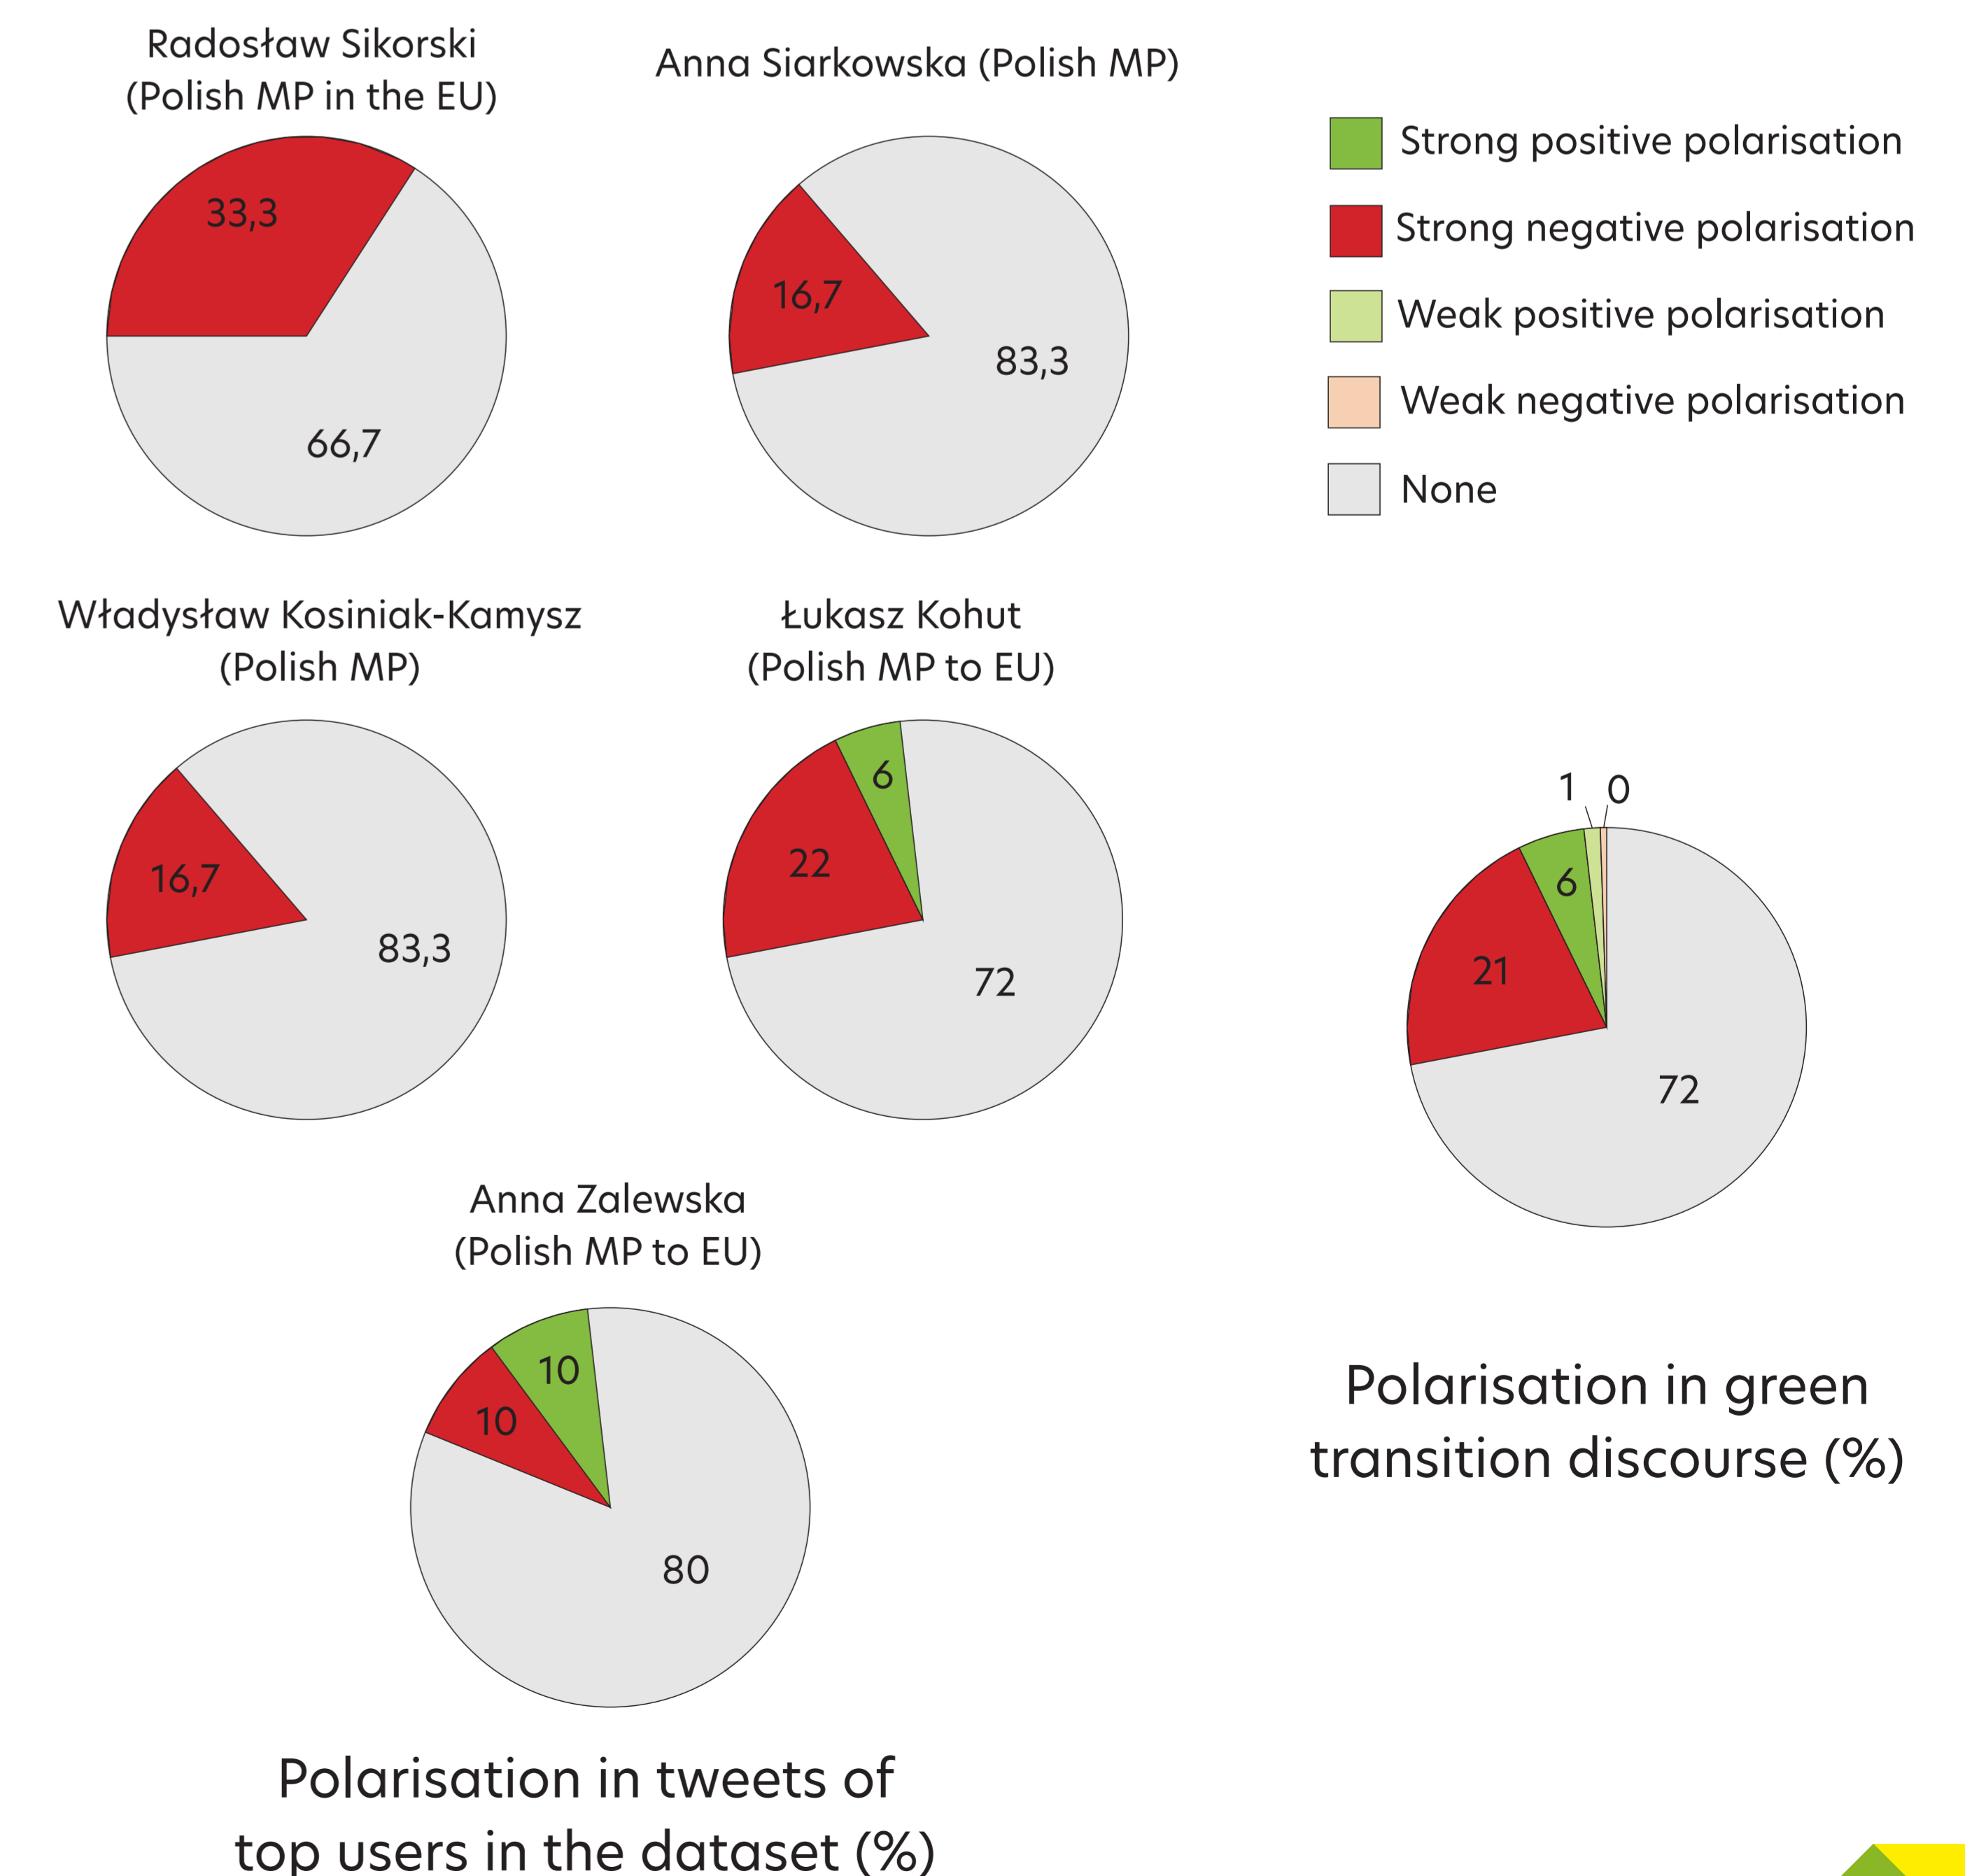 Radosław Sikorski
(Polish MP in the EU)
33,3
66,7
Anna Siarkowska (Polish MP)
16,7
83,3
Strong positive polarisation
Strong negative polarisation
Weak positive polarisation
Weak negative polarisation
None
Władysław Kosiniak-Kamysz
(Polish MP)
16,7
83,3
Łukasz Kohut
(Polish MP to EU)
6
22
72
1 0
6
21
72
Anna Zalewska
(Polish MP to EU)
10
10
80
Polarisation in green
transition discourse (%)
Polarisation in tweets of
top users in the dataset (%)